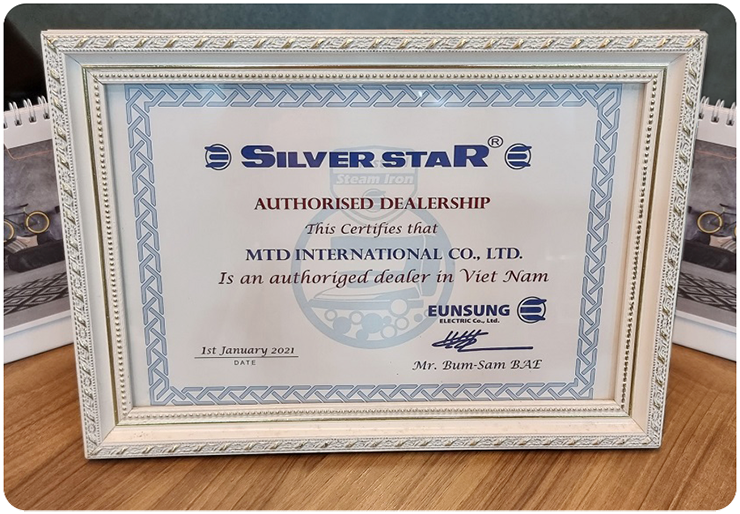 SILVER STAR®
Steam Iron
AUTHORISED DEALERSHIP
This Certifies that
MTD INTERNATIONAL CO., LTD.
Is an authoriged dealer in Viet Nam
EUNSUNG
ELECTRIC Co., Ltd.
1st January 2021
DATE
Mr. Bum-Sam BAE